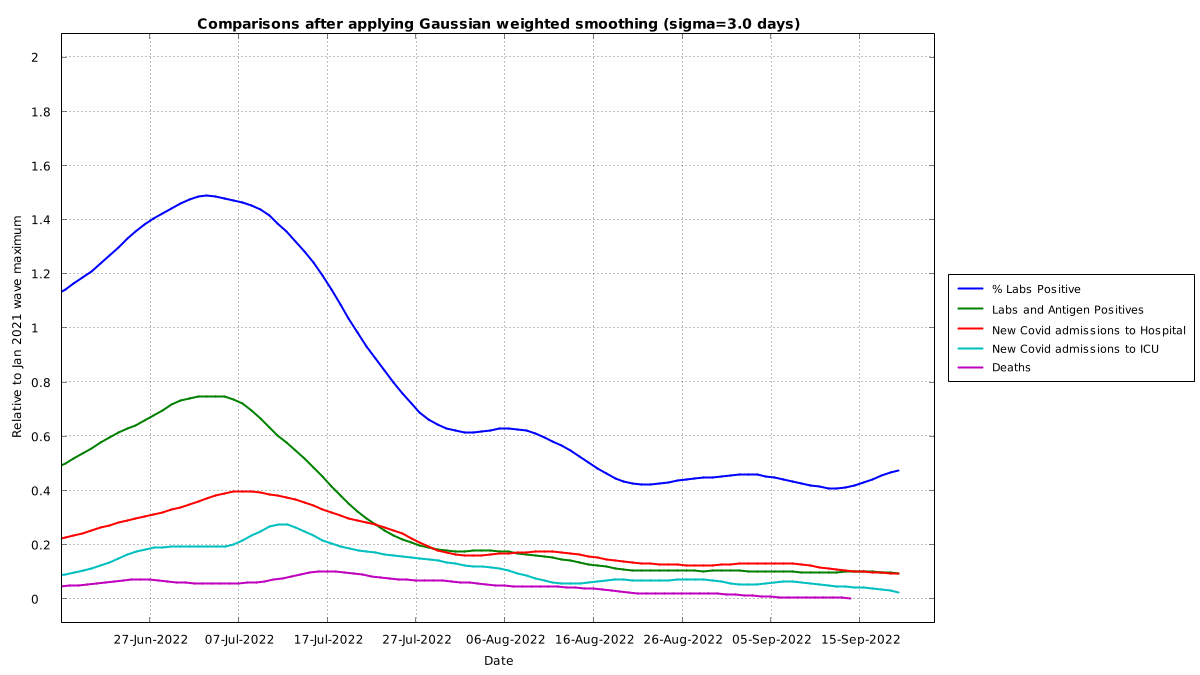 Comparisons after applying Gaussian weighted smoothing (sigma=3.0 days)
Relative to Jan 2021 wave maximum
2
1.8
1.6
1.4
1.2
1
0.8
0.6
0.4
0.2
0
27-Jun-2022 07-Jul-2022 17-Jul-2022 27-Jul-2022 06-Aug-2022 16-Aug-2022 26-Aug-2022 05-Sep-2022 15-Sep-2022
Date
% Labs Positive
Labs and Antigen Positives
New Covid admissions to Hospital
New Covid admissions to ICU
Deaths